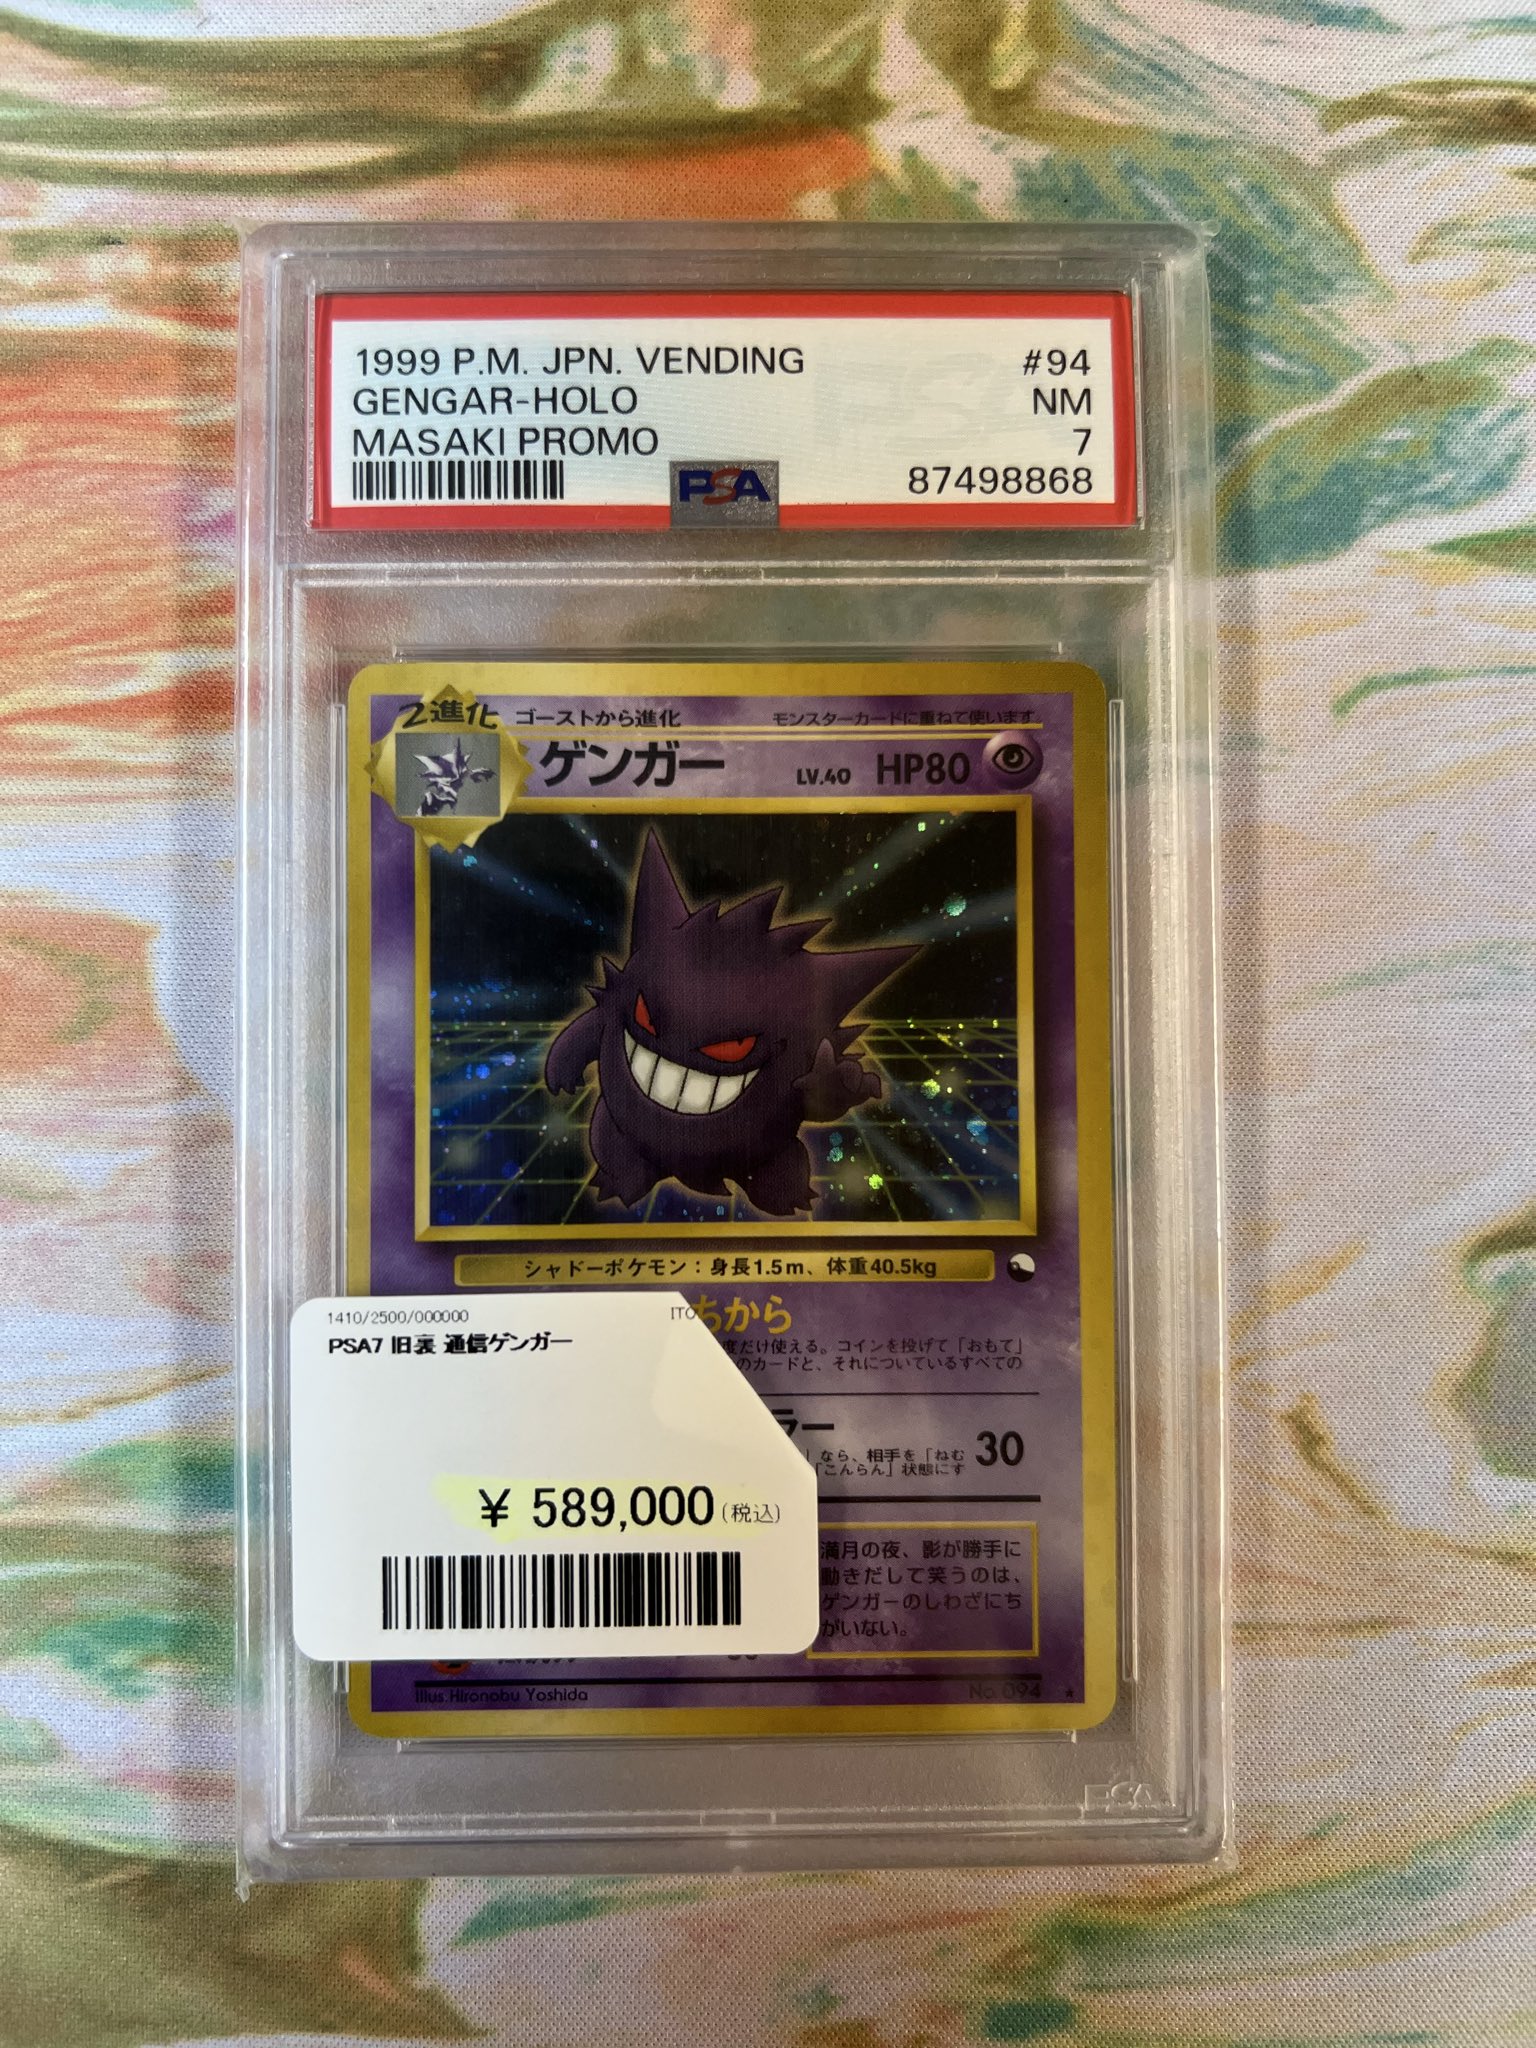 1999 P.M. JPN. VENDING #94
GENGAR-HOLO NM
MASAKI PROMO 7
PSA 87498868
2進化 ゴーストから進化 モンスターカードに重ねて使います
ゲンガー LV.40 HP80
シャドーポケモン：身長1.5m、体重40.5kg
ちから
度だけ使える。コインを投げて「おもて」
のカードと、それについているすべての
ラー 30
なら、相手を「ねむ
「こんらん」状態にす
1410/2500/000000 ITO
PSA7 旧裏 通信ゲンガー
¥ 589,000(税込)
満月の夜、影が勝手に
動きだして笑うのは、
ゲンガーのしわざにち
がいない。
Illus. Hironobu Yoshida No. 094 ★
PSA